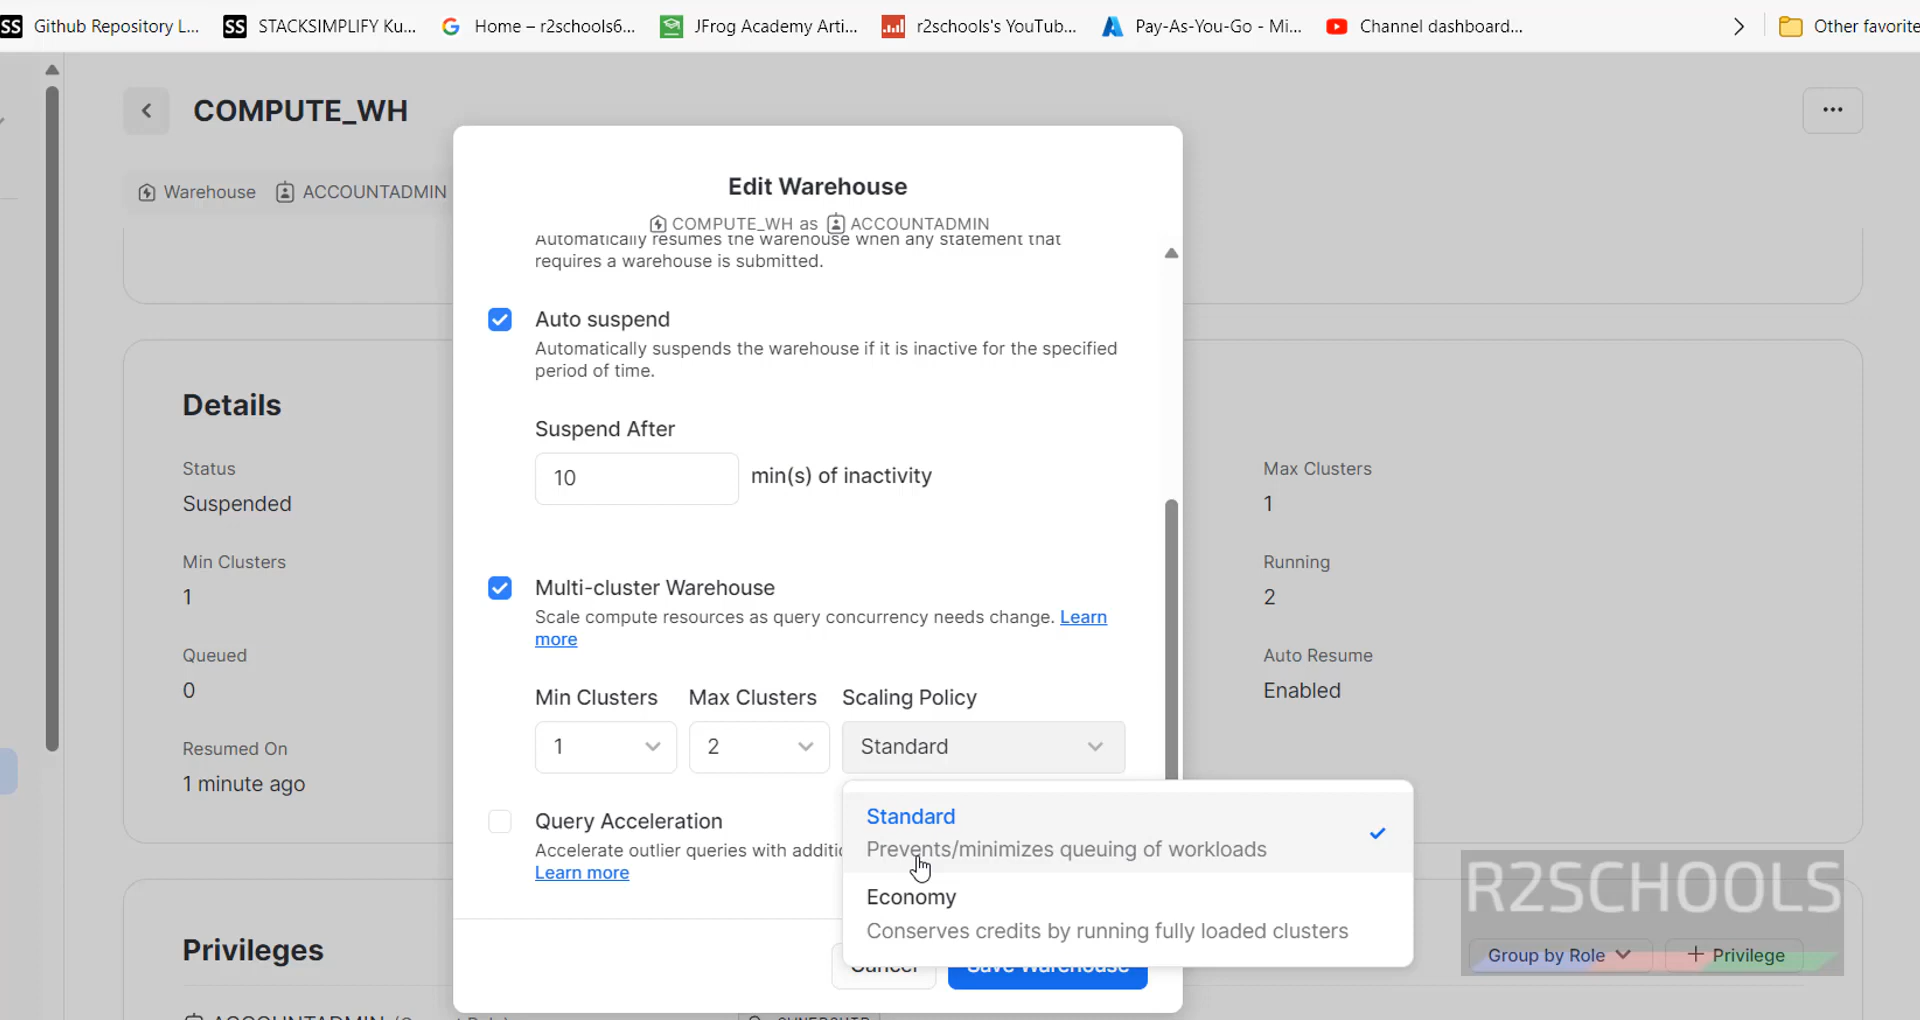 SS Github Repository L...
SS STACKSIMPLIFY Ku...
Home – r2schools6...
JFrog Academy Arti...
r2schools's YouTub...
Pay-As-You-Go - Mi...
Channel dashboard...
Other favorite
COMPUTE_WH
...
Warehouse
ACCOUNTADMIN
Edit Warehouse
COMPUTE_WH as ACCOUNTADMIN
Automatically resumes the warehouse when any statement that
requires a warehouse is submitted.
Auto suspend
Automatically suspends the warehouse if it is inactive for the specified
period of time.
Suspend After
10 min(s) of inactivity
Multi-cluster Warehouse
Scale compute resources as query concurrency needs change. Learn
more
Min Clusters Max Clusters Scaling Policy
1 2 Standard
Standard
Prevents/minimizes queuing of workloads
Economy
Conserves credits by running fully loaded clusters
Query Acceleration
Accelerate outlier queries with additi
Learn more
Cancel
Save Warehouse
Details
Status
Suspended
Max Clusters
1
Min Clusters
1
Running
2
Queued
0
Auto Resume
Enabled
Resumed On
1 minute ago
R2SCHOOLS
Privileges
Group by Role
+ Privilege
ACCOUNTADMIN
OWNERSHIP